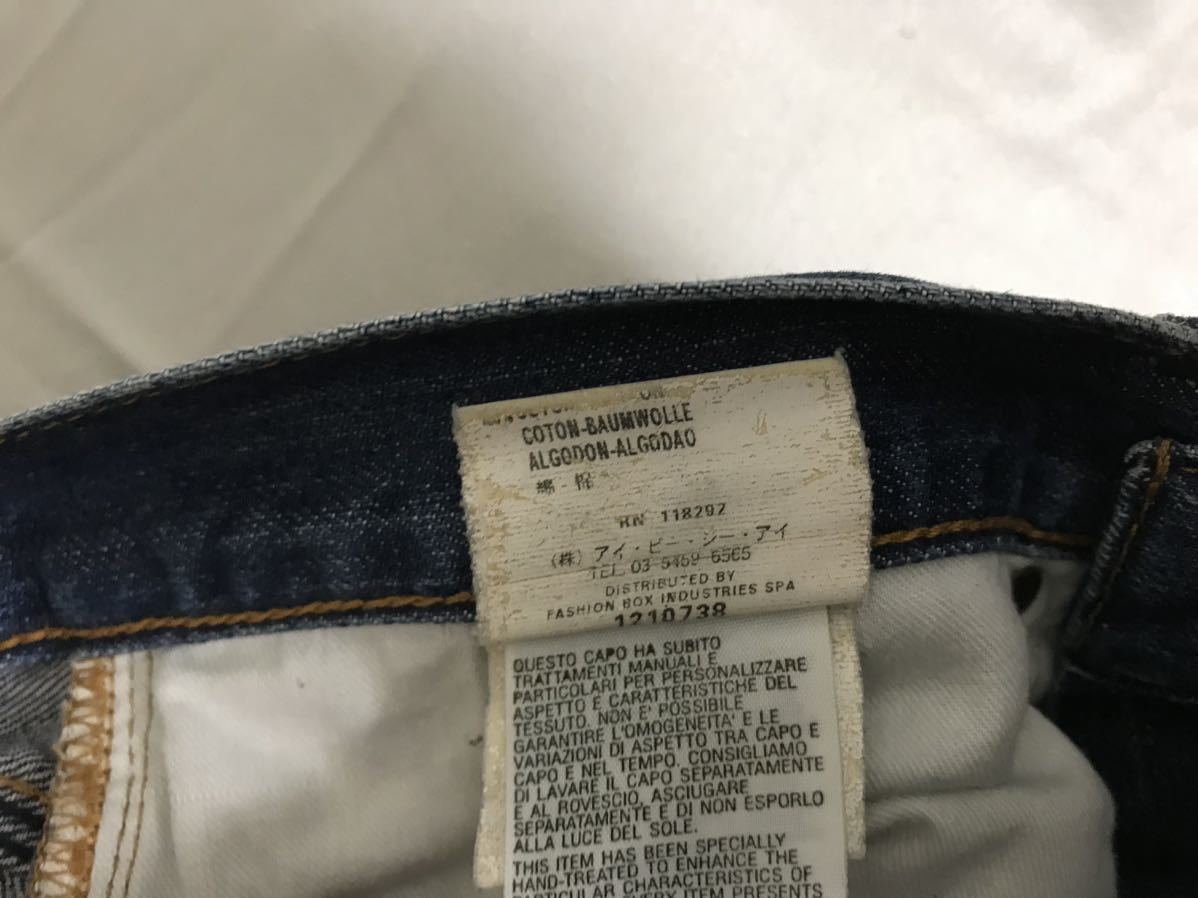 COTON-BAUMWOLLE
ALGODON-ALGODAO
綿 - 棉
RN 118292
(株) アイ・ピー・シー・アイ
TEL 03-5459-6565
DISTRIBUTED BY
FASHION BOX INDUSTRIES SPA
1210738
QUESTO CAPO HA SUBITO
TRATTAMENTI MANUALI E
PARTICOLARI PER PERSONALIZZARE
ASPETTO E CARATTERISTICHE DEL
TESSUTO. NON E' POSSIBILE
GARANTIRE L'OMOGENEITA' E LE
VARIAZIONI DI ASPETTO TRA CAPO E
CAPO E NEL TEMPO. CONSIGLIAMO
DI LAVARE IL CAPO SEPARATAMENTE
E AL ROVESCIO, ASCIUGARE
SEPARATAMENTE E DI NON ESPORLO
ALLA LUCE DEL SOLE.
THIS ITEM HAS BEEN SPECIALLY
HAND-TREATED TO ENHANCE THE
PARTICULAR CHARACTERISTICS OF
EVERY ITEM PRESENTS